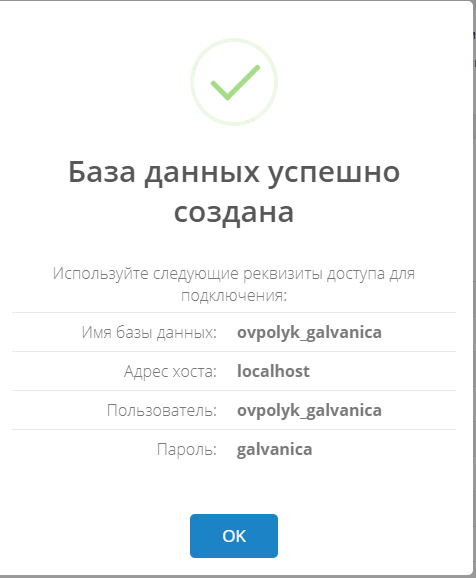 База данных успешно
создана
Используйте следующие реквизиты доступа для
подключения:
Имя базы данных: ovpolyk_galvanica
Адрес хоста: localhost
Пользователь: ovpolyk_galvanica
Пароль: galvanica
OK